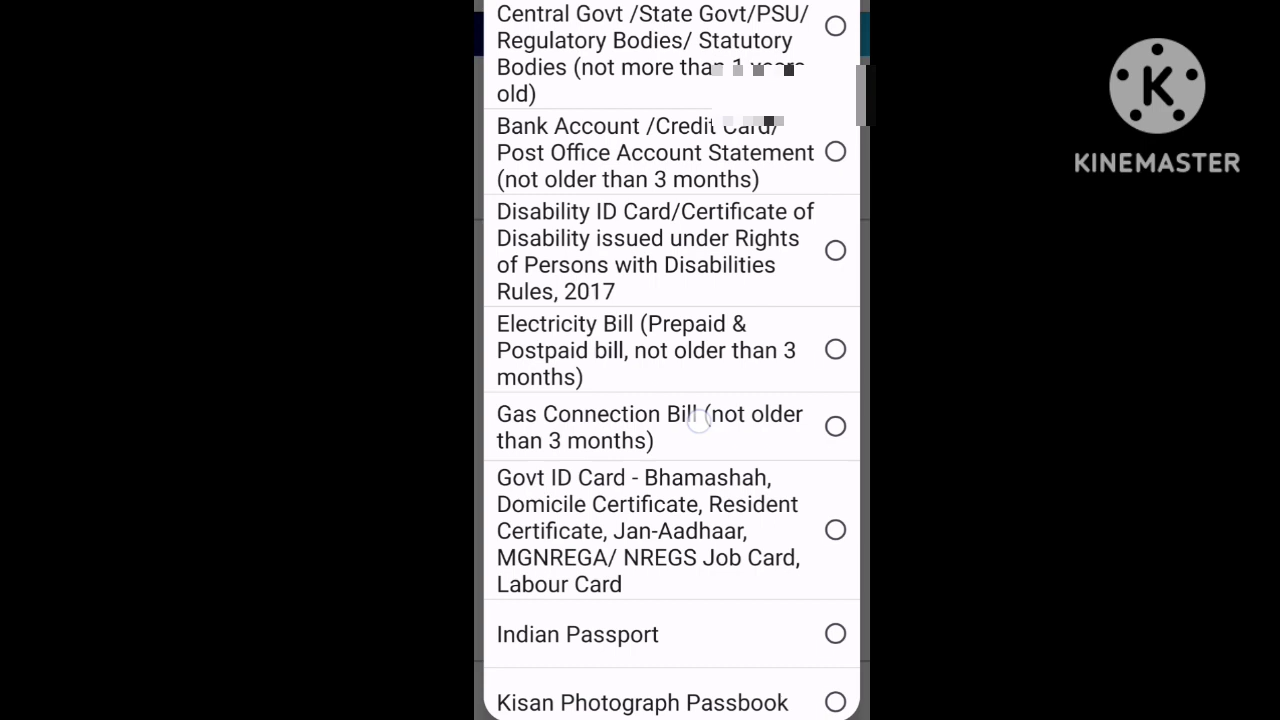 Central Govt /State Govt/PSU/
Regulatory Bodies/ Statutory
Bodies (not more than 1 years
old)
Bank Account /Credit Card/
Post Office Account Statement
(not older than 3 months)
Disability ID Card/Certificate of
Disability issued under Rights
of Persons with Disabilities
Rules, 2017
Electricity Bill (Prepaid &
Postpaid bill, not older than 3
months)
Gas Connection Bill (not older
than 3 months)
Govt ID Card - Bhamashah,
Domicile Certificate, Resident
Certificate, Jan-Aadhaar,
MGNREGA/ NREGS Job Card,
Labour Card
Indian Passport
Kisan Photograph Passbook
K
KINEMASTER